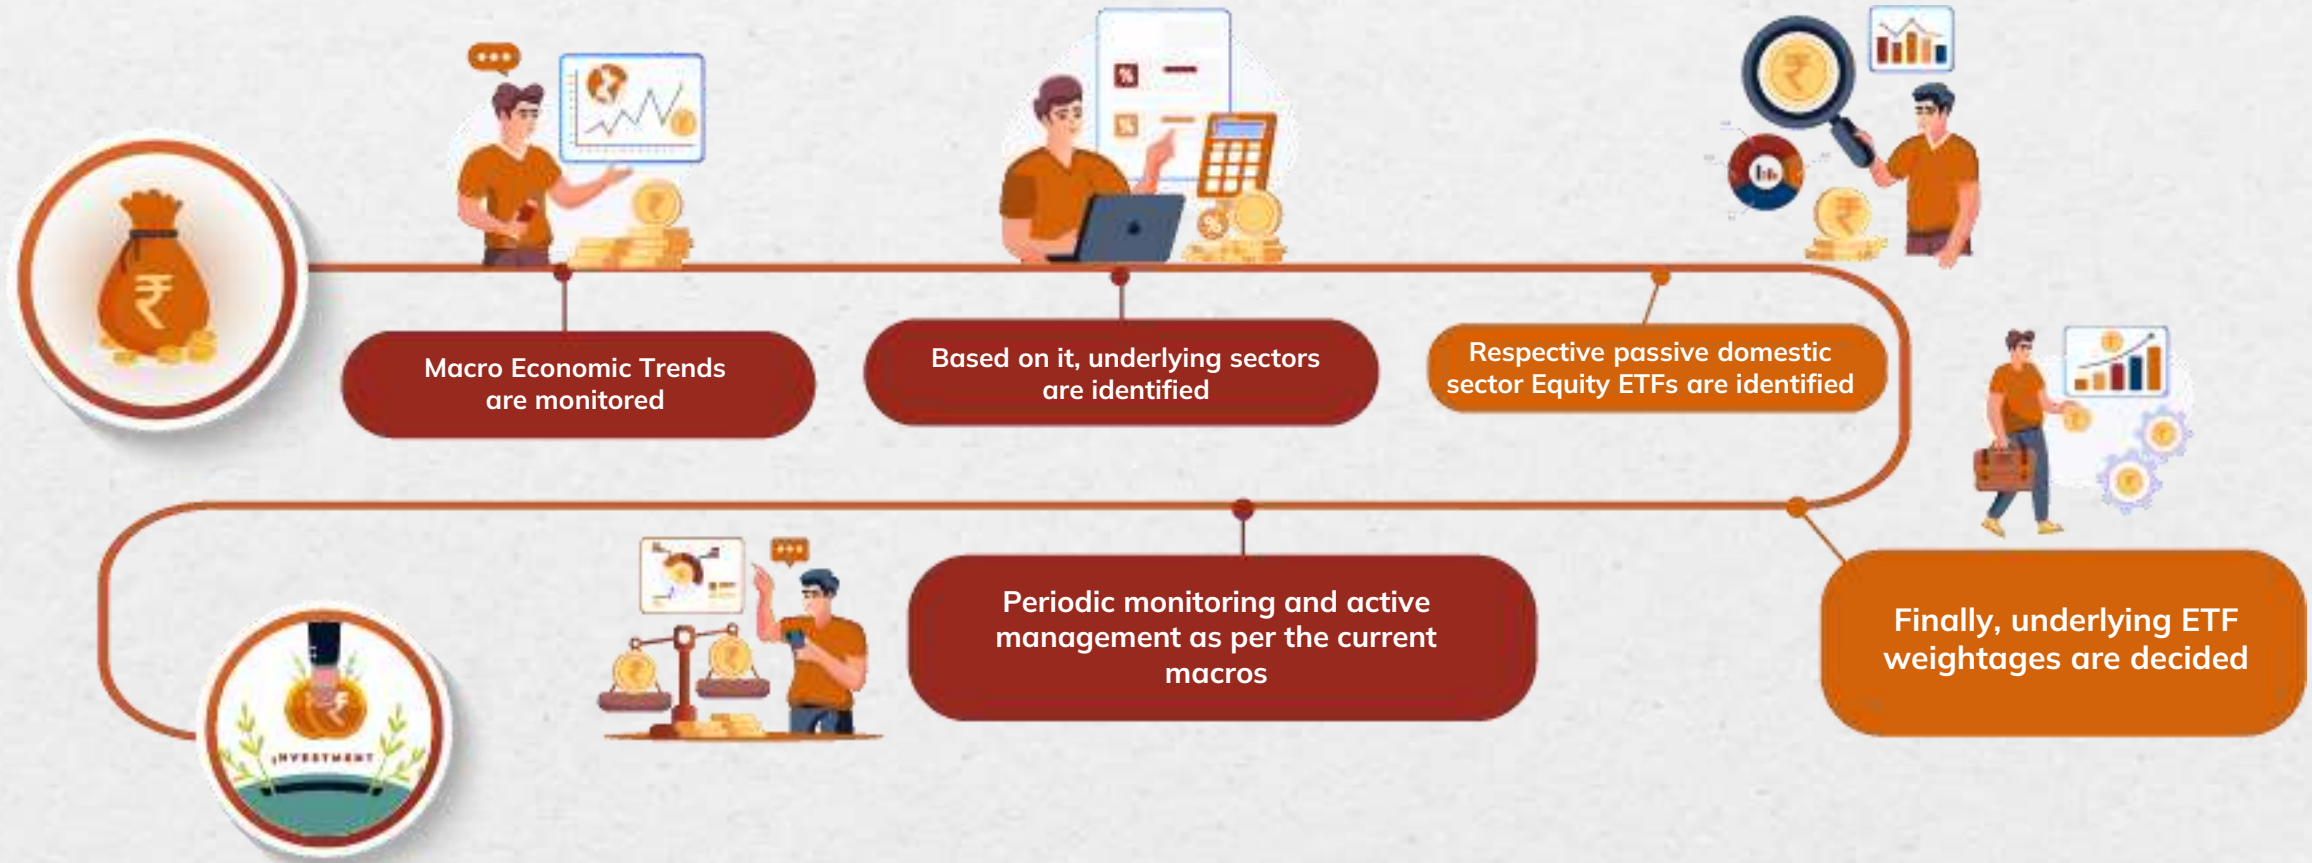 Macro Economic Trends
are monitored
Based on it, underlying sectors
are identified
Respective passive domestic
sector Equity ETFs are identified
Finally, underlying ETF
weightages are decided
Periodic monitoring and active
management as per the current
macros
INVESTMENT